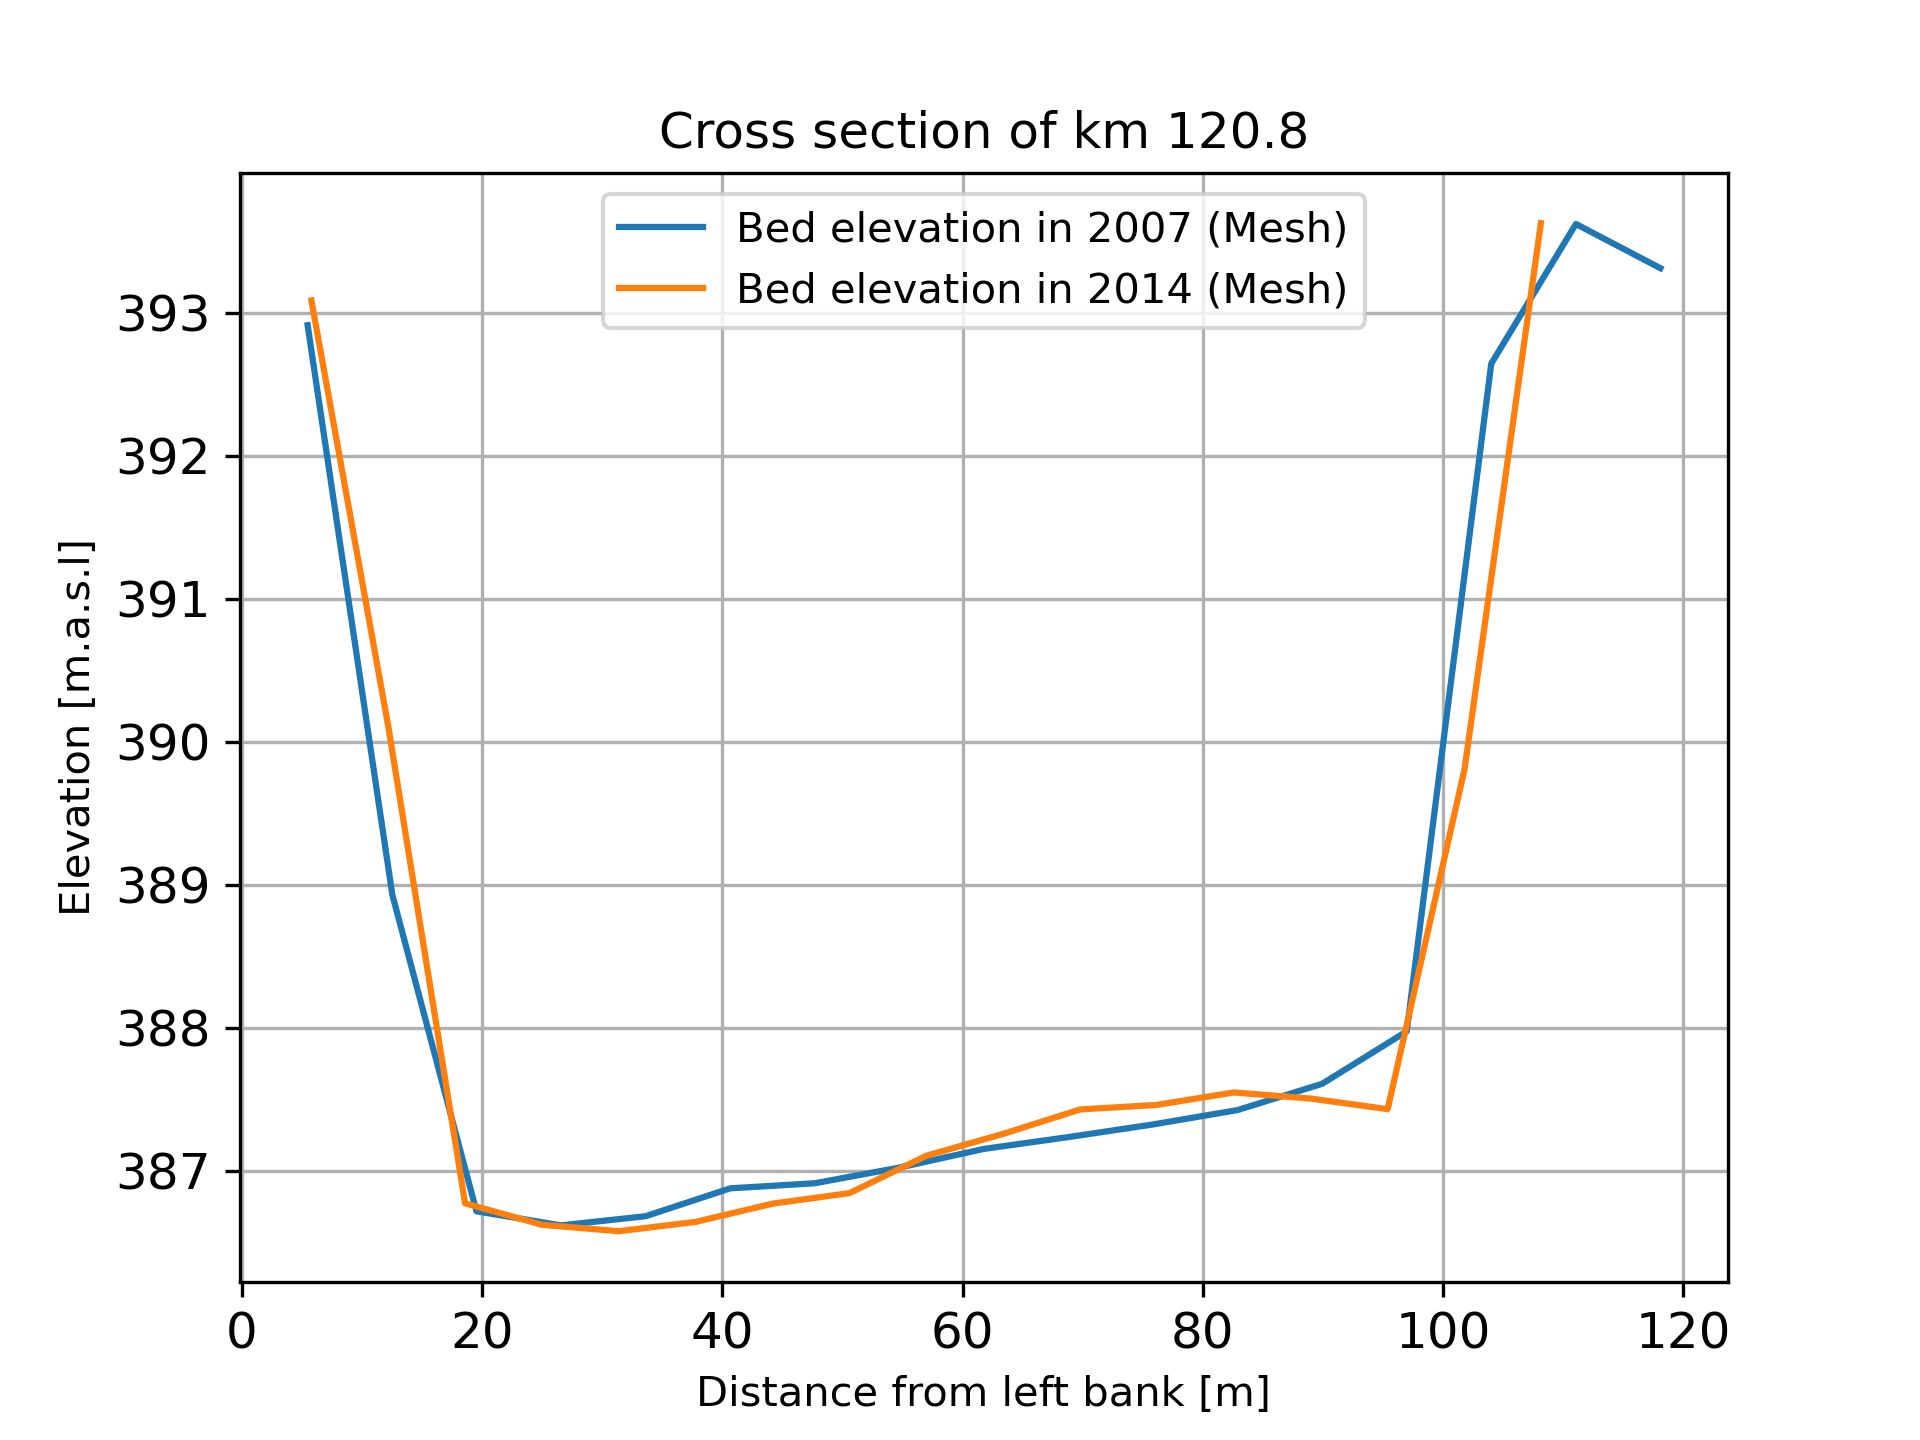 Cross section of km 120.8
Bed elevation in 2007 (Mesh)
Bed elevation in 2014 (Mesh)
Elevation [m.a.s.l]
393
392
391
390
389
388
387
0 20 40 60 80 100 120
Distance from left bank [m]